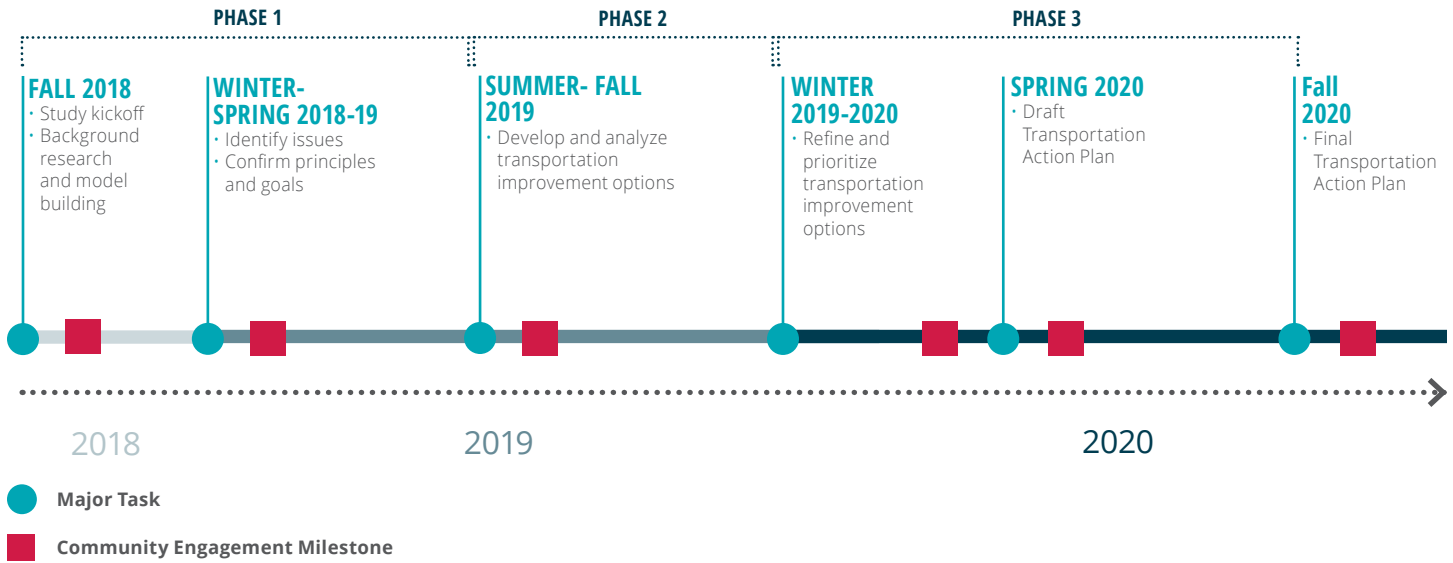 PHASE 1
PHASE 2
PHASE 3
FALL 2018
· Study kickoff
· Background
research
and model
building
WINTER-
SPRING 2018-19
· Identify issues
· Confirm principles
and goals
SUMMER- FALL
2019
· Develop and analyze
transportation
improvement options
WINTER
2019-2020
· Refine and
prioritize
transportation
improvement
options
SPRING 2020
· Draft
Transportation
Action Plan
Fall
2020
· Final
Transportation
Action Plan
2018
2019
2020
Major Task
Community Engagement Milestone